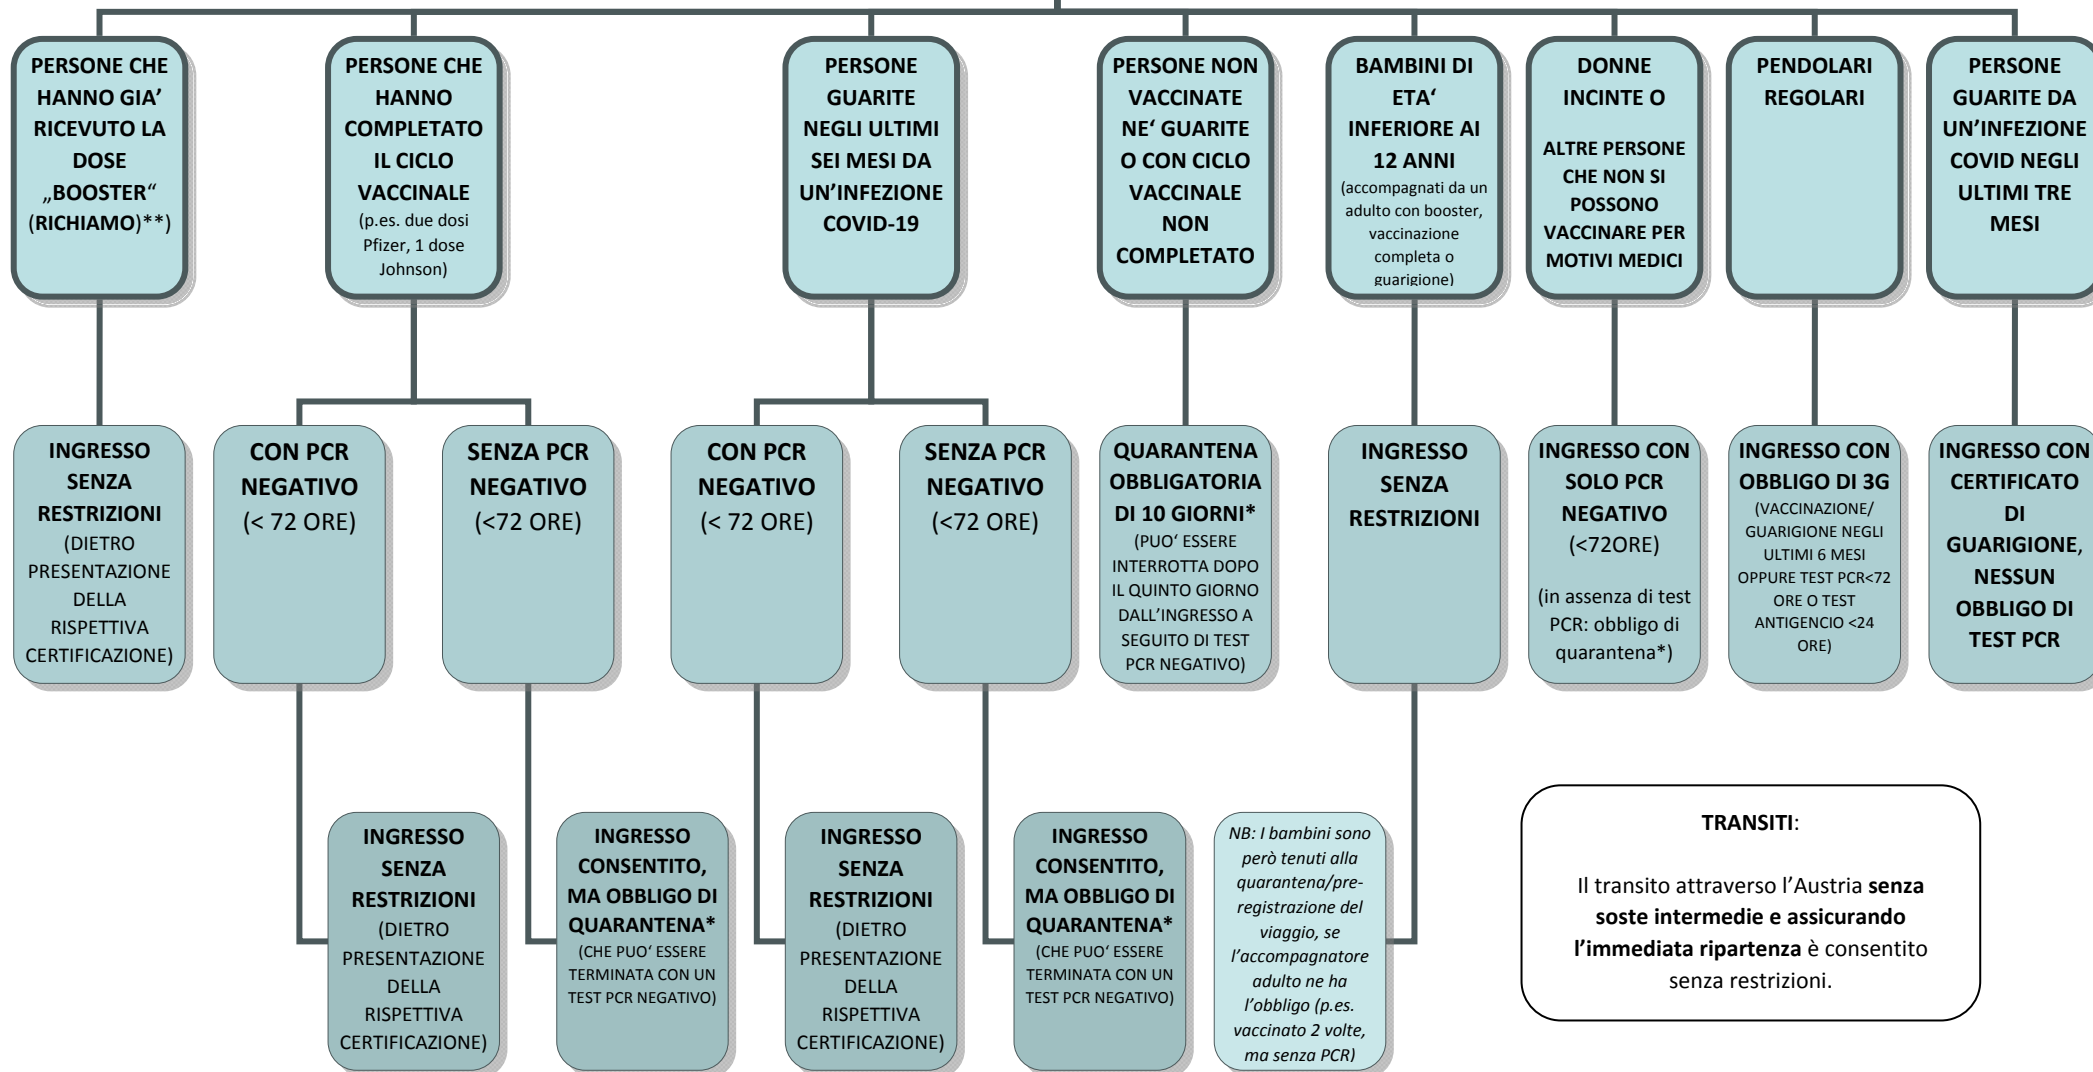 PERSONE CHE
HANNO GIA’
RICEVUTO LA
DOSE
„BOOSTER“
(RICHIAMO)**)
PERSONE CHE
HANNO
COMPLETATO
IL CICLO
VACCINALE
(p.es. due dosi
Pfizer, 1 dose
Johnson)
PERSONE
GUARITE
NEGLI ULTIMI
SEI MESI DA
UN’INFEZIONE
COVID-19
PERSONE NON
VACCINATE
NE‘ GUARITE
O CON CICLO
VACCINALE
NON
COMPLETATO
BAMBINI DI
ETA‘
INFERIORE AI
12 ANNI
(accompagnati da un
adulto con booster,
vaccinazione
completa o
guarigione)
DONNE
INCINTE O
ALTRE PERSONE
CHE NON SI
POSSONO
VACCINARE PER
MOTIVI MEDICI
PENDOLARI
REGOLARI
PERSONE
GUARITE DA
UN’INFEZIONE
COVID NEGLI
ULTIMI TRE
MESI
INGRESSO
SENZA
RESTRIZIONI
(DIETRO
PRESENTAZIONE
DELLA
RISPETTIVA
CERTIFICAZIONE)
CON PCR
NEGATIVO
(< 72 ORE)
SENZA PCR
NEGATIVO
(<72 ORE)
CON PCR
NEGATIVO
(< 72 ORE)
SENZA PCR
NEGATIVO
(<72 ORE)
QUARANTENA
OBBLIGATORIA
DI 10 GIORNI*
(PUO‘ ESSERE
INTERROTTA DOPO
IL QUINTO GIORNO
DALL’INGRESSO A
SEGUITO DI TEST
PCR NEGATIVO)
INGRESSO
SENZA
RESTRIZIONI
INGRESSO CON
SOLO PCR
NEGATIVO
(<72ORE)
(in assenza di test
PCR: obbligo di
quarantena*)
INGRESSO CON
OBBLIGO DI 3G
(VACCINAZIONE/
GUARIGIONE NEGLI
ULTIMI 6 MESI
OPPURE TEST PCR<72
ORE O TEST
ANTIGENCIO <24
ORE)
INGRESSO CON
CERTIFICATO
DI
GUARIGIONE,
NESSUN
OBBLIGO DI
TEST PCR
INGRESSO
SENZA
RESTRIZIONI
(DIETRO
PRESENTAZIONE
DELLA
RISPETTIVA
CERTIFICAZIONE)
INGRESSO
CONSENTITO,
MA OBBLIGO DI
QUARANTENA*
(CHE PUO‘ ESSERE
TERMINATA CON UN
TEST PCR NEGATIVO)
INGRESSO
SENZA
RESTRIZIONI
(DIETRO
PRESENTAZIONE
DELLA
RISPETTIVA
CERTIFICAZIONE)
INGRESSO
CONSENTITO,
MA OBBLIGO DI
QUARANTENA*
(CHE PUO‘ ESSERE
TERMINATA CON UN
TEST PCR NEGATIVO)
NB: I bambini sono
però tenuti alla
quarantena/pre-
registrazione del
viaggio, se
l’accompagnatore
adulto ne ha
l’obbligo (p.es.
vaccinato 2 volte,
ma senza PCR)
TRANSITI:
Il transito attraverso l’Austria senza
soste intermedie e assicurando
l’immediata ripartenza è consentito
senza restrizioni.